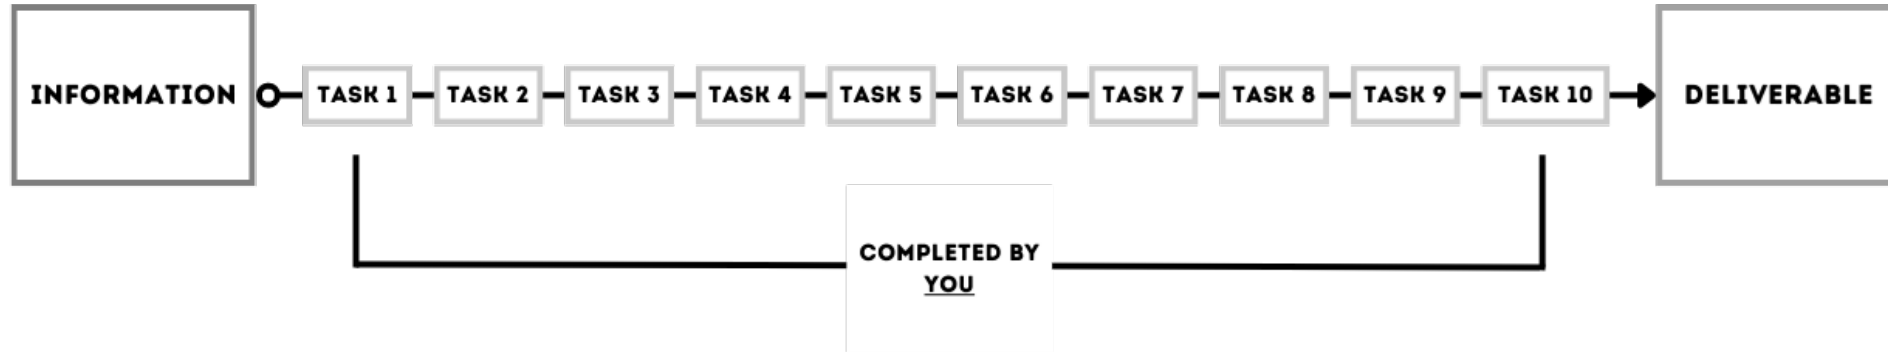 INFORMATION
TASK 1
TASK 2
TASK 3
TASK 4
TASK 5
TASK 6
TASK 7
TASK 8
TASK 9
TASK 10
DELIVERABLE
COMPLETED BY
YOU